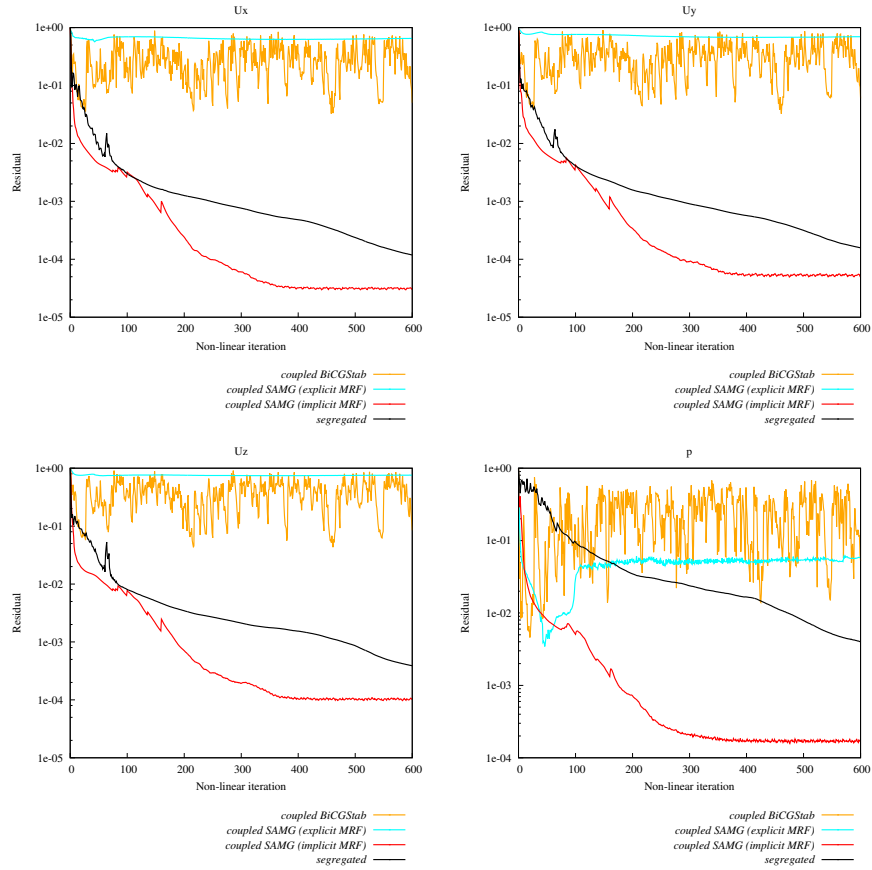 Ux
1e+00
1e-01
1e-02
1e-03
1e-04
1e-05
Residual
0 100 200 300 400 500 600
Non-linear iteration
coupled BiCGStab
coupled SAMG (explicit MRF)
coupled SAMG (implicit MRF)
segregated
Uy
1e+00
1e-01
1e-02
1e-03
1e-04
1e-05
Residual
0 100 200 300 400 500 600
Non-linear iteration
coupled BiCGStab
coupled SAMG (explicit MRF)
coupled SAMG (implicit MRF)
segregated
Uz
1e+00
1e-01
1e-02
1e-03
1e-04
1e-05
Residual
0 100 200 300 400 500 600
Non-linear iteration
coupled BiCGStab
coupled SAMG (explicit MRF)
coupled SAMG (implicit MRF)
segregated
p
1e+00
1e-01
1e-02
1e-03
1e-04
Residual
0 100 200 300 400 500 600
Non-linear iteration
coupled BiCGStab
coupled SAMG (explicit MRF)
coupled SAMG (implicit MRF)
segregated